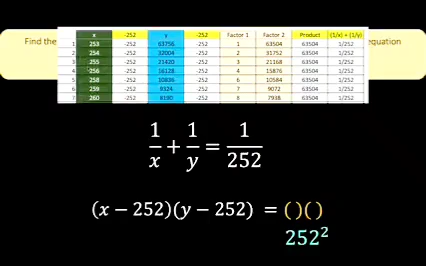 Find the
equation
x -252 y -252 Factor 1 Factor 2 Product (1/x) + (1/y)
1 253 -252 63756 -252 1 63504 63504 1/252
2 254 -252 32004 -252 2 31752 63504 1/252
3 255 -252 21420 -252 3 21168 63504 1/252
4 256 -252 16128 -252 4 15876 63504 1/252
5 258 -252 10836 -252 6 10584 63504 1/252
6 259 -252 9324 -252 7 9072 63504 1/252
7 260 -252 8190 -252 8 7938 63504 1/252
1/x + 1/y = 1/252
(x − 252)(y − 252) = ( )( )
252²